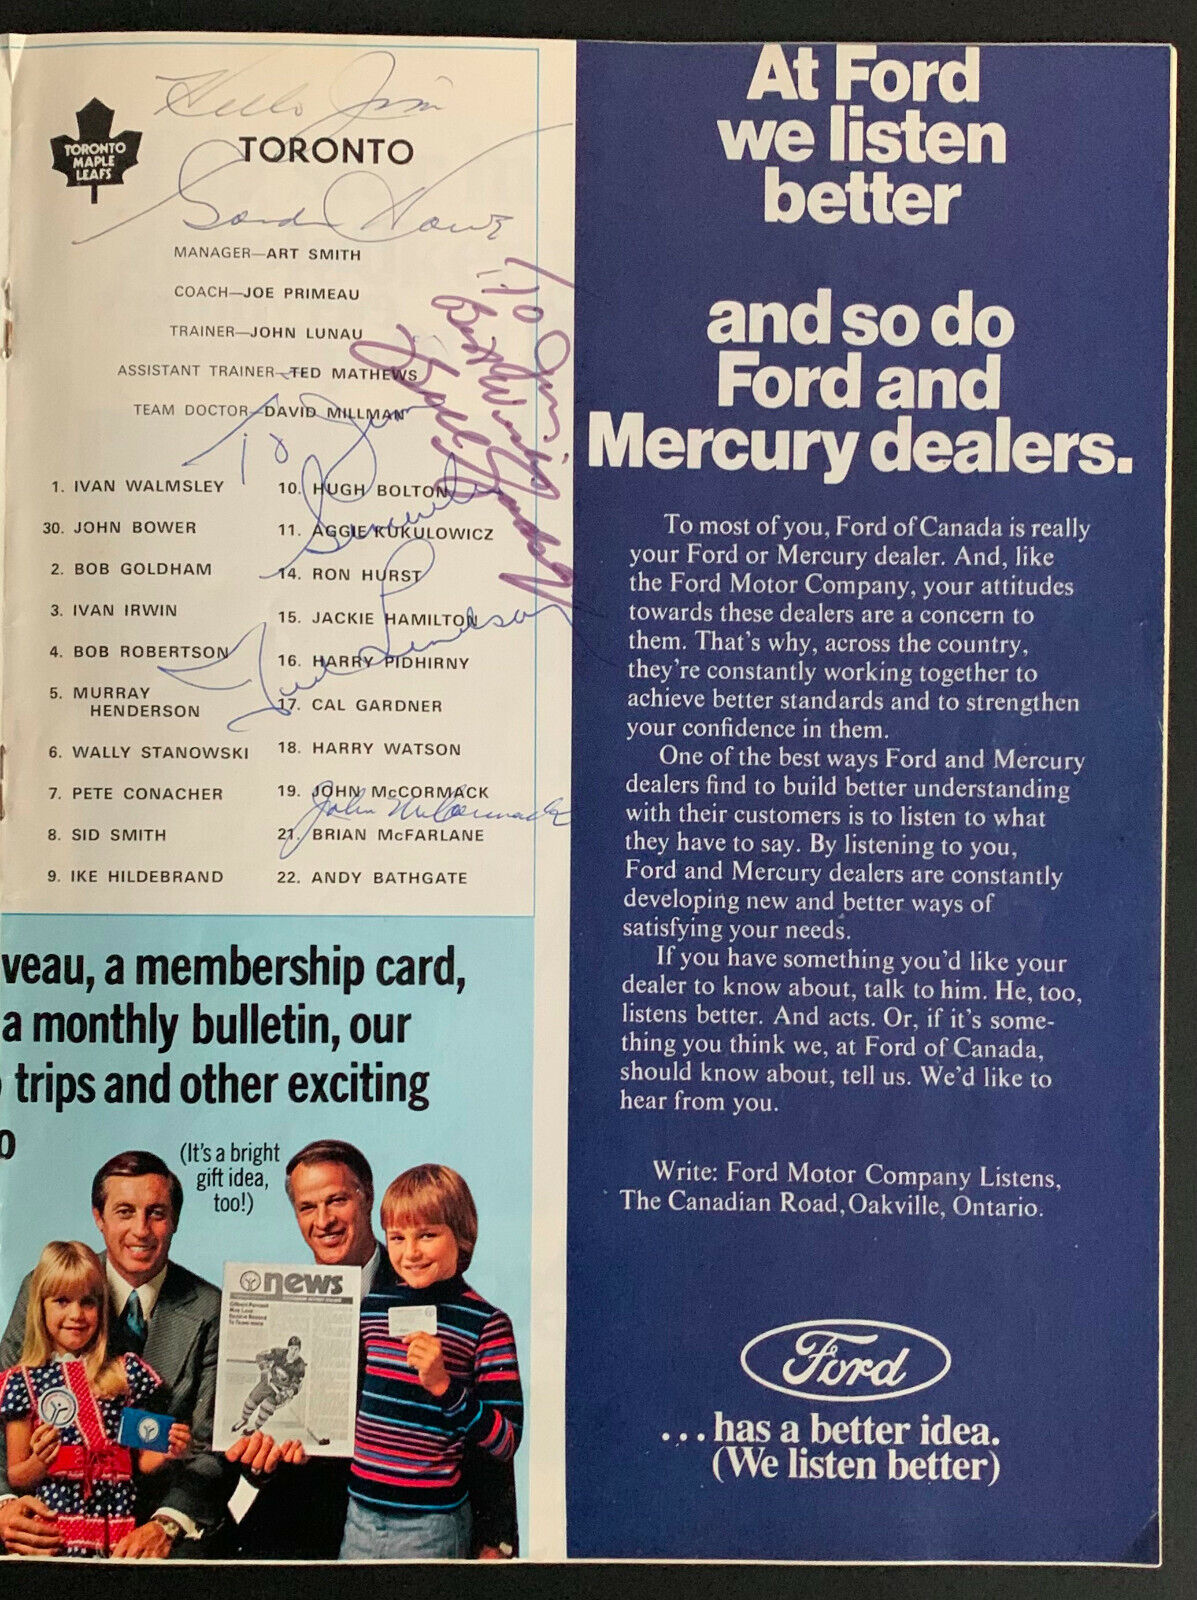 Hello Jim
TORONTO
MAPLE
LEAFS
TORONTO
Gordie Howe
MANAGER—ART SMITH
COACH—JOE PRIMEAU
TRAINER—JOHN LUNAU
ASSISTANT TRAINER—TED MATHEWS
TEAM DOCTOR—DAVID MILLMAN
To Jim
Best Wishes
To Jim
Sincerely
Ted Lindsay
1. IVAN WALMSLEY
30. JOHN BOWER
2. BOB GOLDHAM
3. IVAN IRWIN
4. BOB ROBERTSON
5. MURRAY
HENDERSON
6. WALLY STANOWSKI
7. PETE CONACHER
8. SID SMITH
9. IKE HILDEBRAND
10. HUGH BOLTON
11. AGGIE KUKULOWICZ
14. RON HURST
15. JACKIE HAMILTON
16. HARRY PIDHIRNY
17. CAL GARDNER
18. HARRY WATSON
19. JOHN McCORMACK
John McCormack
21. BRIAN McFARLANE
22. ANDY BATHGATE
veau, a membership card,
a monthly bulletin, our
trips and other exciting
o
(It's a bright
gift idea,
too!)
news
At Ford
we listen
better
and so do
Ford and
Mercury dealers.
To most of you, Ford of Canada is really
your Ford or Mercury dealer. And, like
the Ford Motor Company, your attitudes
towards these dealers are a concern to
them. That's why, across the country,
they're constantly working together to
achieve better standards and to strengthen
your confidence in them.
One of the best ways Ford and Mercury
dealers find to build better understanding
with their customers is to listen to what
they have to say. By listening to you,
Ford and Mercury dealers are constantly
developing new and better ways of
satisfying your needs.
If you have something you'd like your
dealer to know about, talk to him. He, too,
listens better. And acts. Or, if it's some-
thing you think we, at Ford of Canada,
should know about, tell us. We'd like to
hear from you.
Write: Ford Motor Company Listens,
The Canadian Road, Oakville, Ontario.
Ford
...has a better idea.
(We listen better)